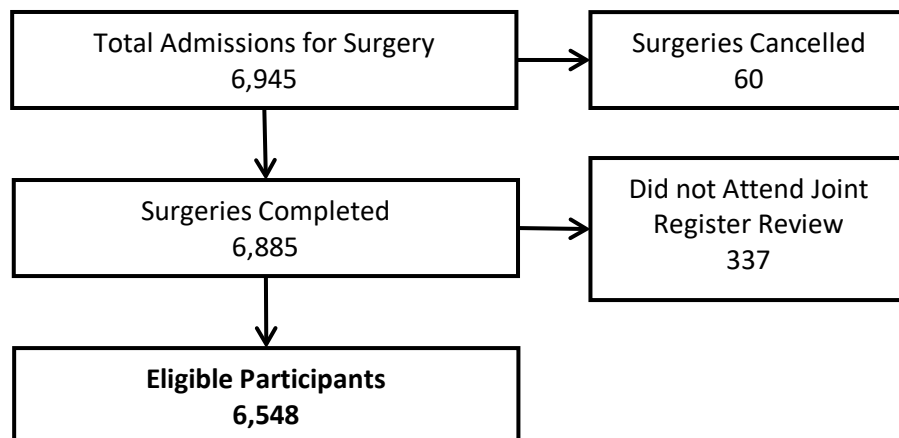 Total Admissions for Surgery
6,945
Surgeries Cancelled
60
Surgeries Completed
6,885
Did not Attend Joint
Register Review
337
Eligible Participants
6,548